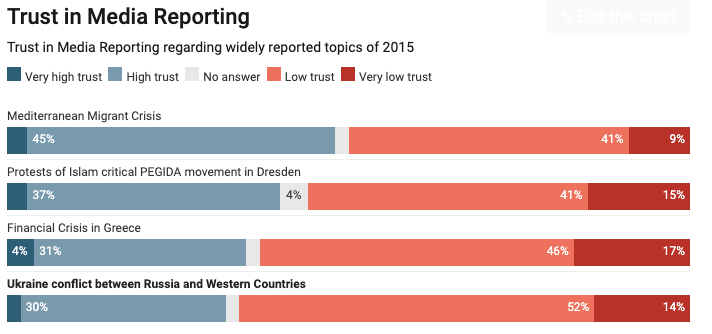 Trust in Media Reporting
✎ Edit this chart
Trust in Media Reporting regarding widely reported topics of 2015
Very high trust High trust No answer Low trust Very low trust
Mediterranean Migrant Crisis
45% 41% 9%
Protests of Islam critical PEGIDA movement in Dresden
37% 4% 41% 15%
Financial Crisis in Greece
4% 31% 46% 17%
Ukraine conflict between Russia and Western Countries
30% 52% 14%